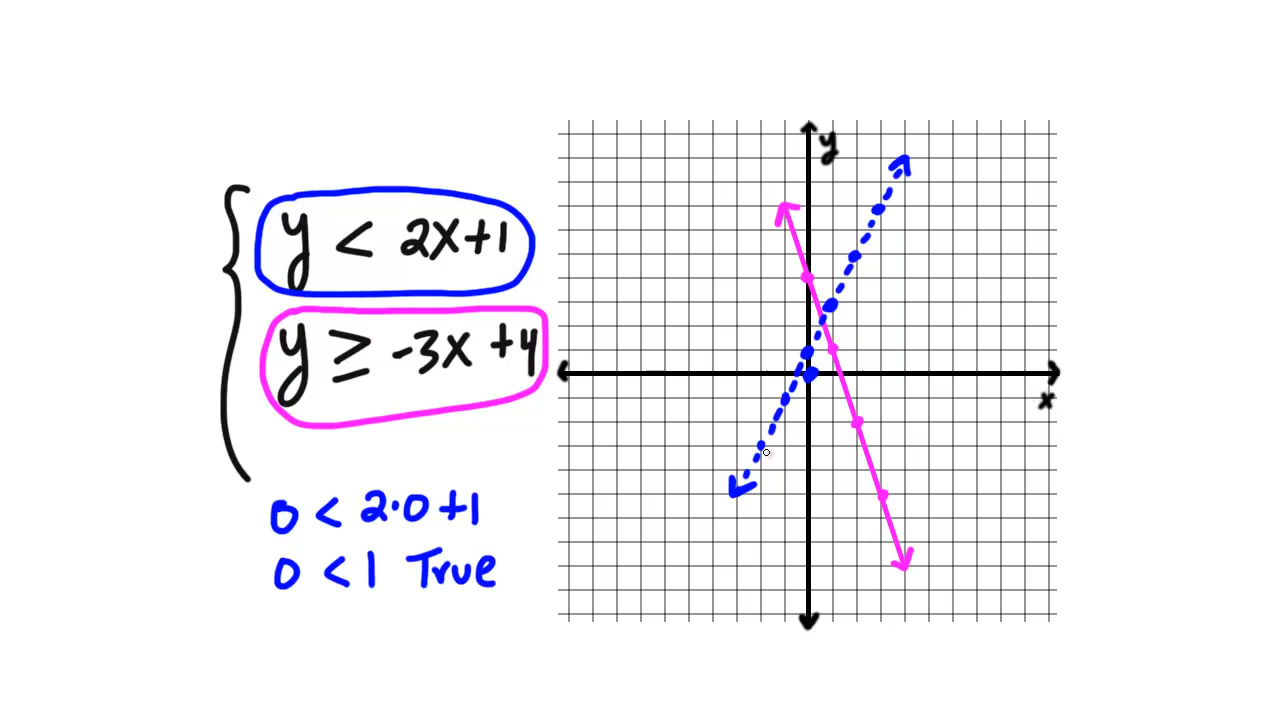 y < 2x+1
y ≥ -3x +4
0 < 2·0+1
0 < 1 True
y
x